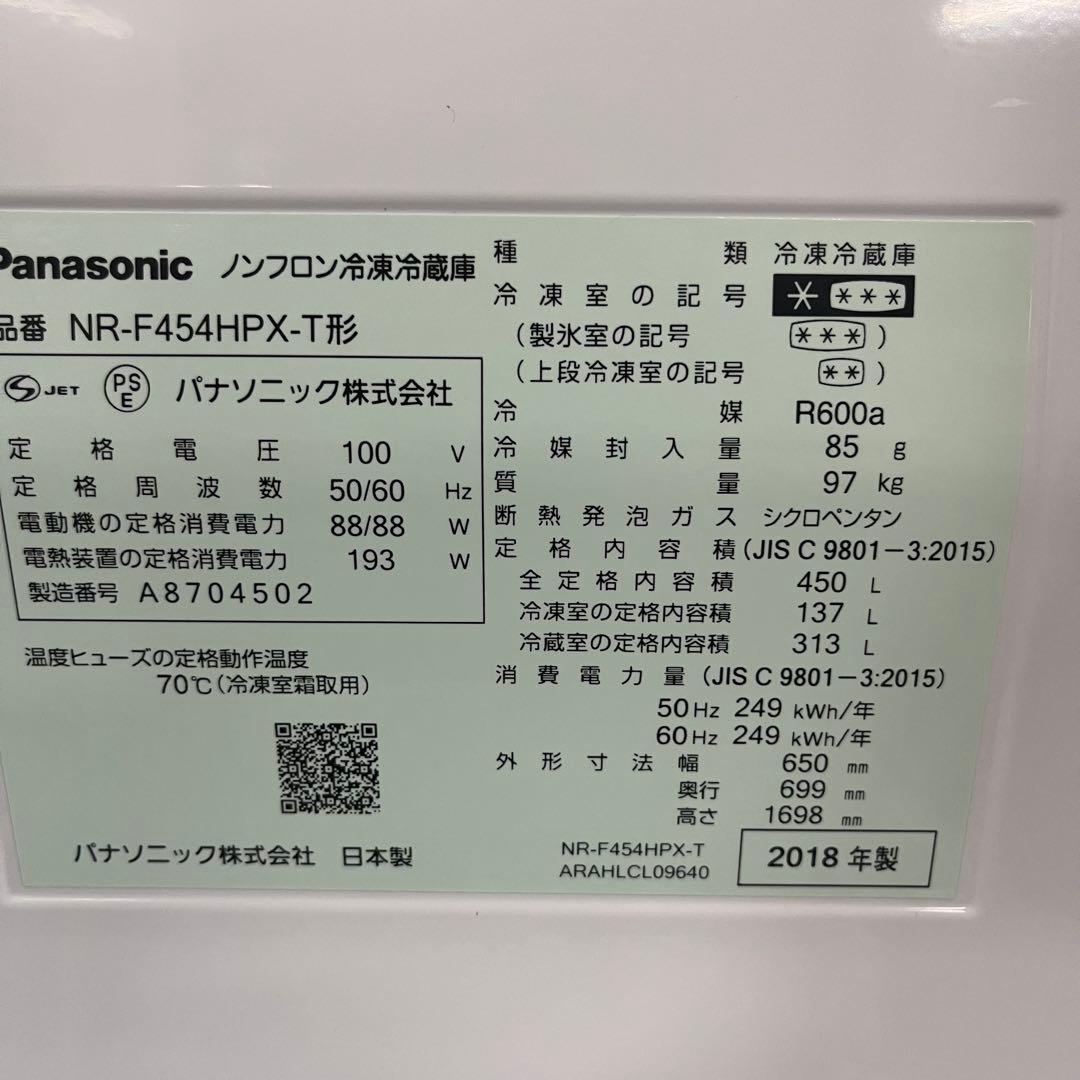 Panasonic ノンフロン冷凍冷蔵庫
品番 NR-F454HPX-T形
S JET PSE パナソニック株式会社
定格電圧 100 V
定格周波数 50/60 Hz
電動機の定格消費電力 88/88 W
電熱装置の定格消費電力 193 W
製造番号 A8704502
温度ヒューズの定格動作温度
70℃(冷凍室霜取用)
パナソニック株式会社 日本製
種類 冷凍冷蔵庫
冷凍室の記号 * ***
(製氷室の記号 ***)
(上段冷凍室の記号 **)
冷媒 R600a
冷媒封入量 85 g
質量 97 kg
断熱発泡ガス シクロペンタン
定格内容積(JIS C 9801-3:2015)
全定格内容積 450 L
冷凍室の定格内容積 137 L
冷蔵室の定格内容積 313 L
消費電力量(JIS C 9801-3:2015)
50Hz 249 kWh/年
60Hz 249 kWh/年
外形寸法幅 650 mm
奥行 699 mm
高さ 1698 mm
NR-F454HPX-T
ARAHLCL09640
2018年製